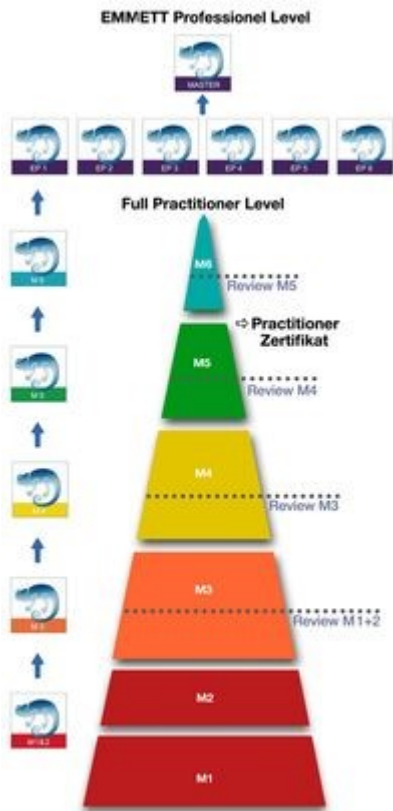 EMMETT Professionel Level
MASTER
EP 1
EP 2
EP 3
EP 4
EP 5
EP 6
Full Practitioner Level
M6
Review M5
⇨ Practitioner
Zertifikat
M5
Review M4
M4
Review M3
M3
Review M1+2
M2
M1&2
M1